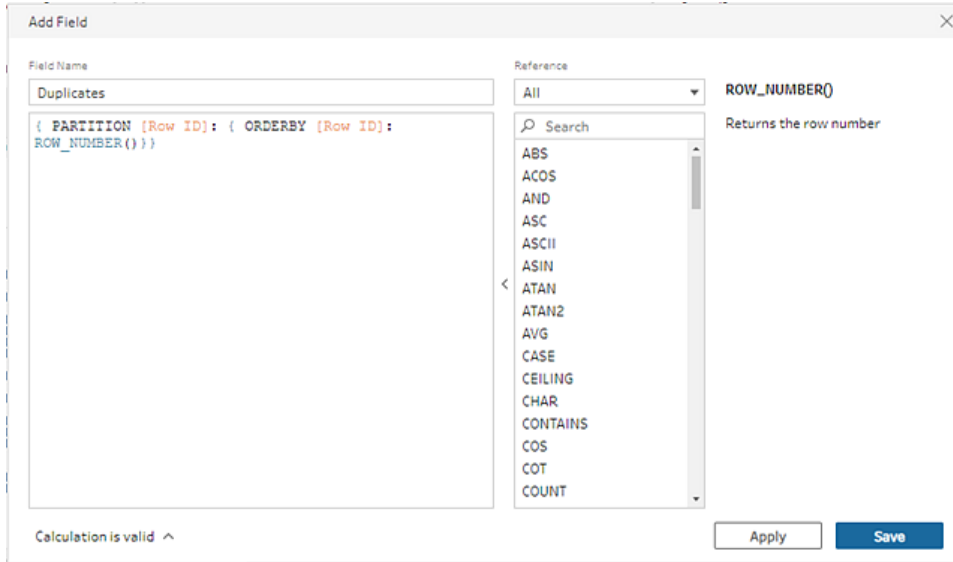 Add Field
Field Name
Duplicates
{ PARTITION [Row ID]: { ORDERBY [Row ID]:
ROW_NUMBER()}}
Calculation is valid
Reference
All
Search
ABS
ACOS
AND
ASC
ASCII
ASIN
ATAN
ATAN2
AVG
CASE
CEILING
CHAR
CONTAINS
COS
COT
COUNT
ROW_NUMBER()
Returns the row number
Apply
Save